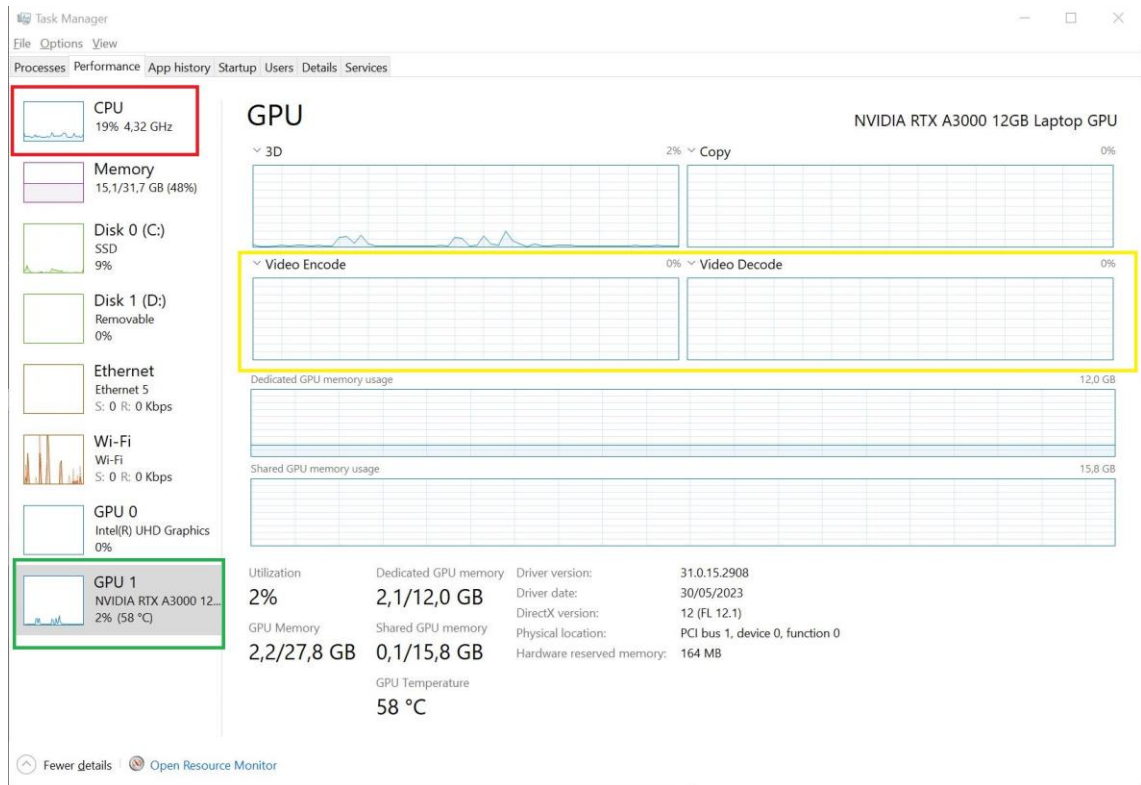 Task Manager
File Options View
Processes Performance App history Startup Users Details Services
CPU
19% 4,32 GHz
Memory
15,1/31,7 GB (48%)
Disk 0 (C:)
SSD
9%
Disk 1 (D:)
Removable
0%
Ethernet
Ethernet 5
S: 0 R: 0 Kbps
Wi-Fi
Wi-Fi
S: 0 R: 0 Kbps
GPU 0
Intel(R) UHD Graphics
0%
GPU 1
NVIDIA RTX A3000 12...
2% (58 °C)
GPU NVIDIA RTX A3000 12GB Laptop GPU
3D 2% Copy 0%
Video Encode 0% Video Decode 0%
Dedicated GPU memory usage 12,0 GB
Shared GPU memory usage 15,8 GB
Utilization
2%
Dedicated GPU memory
2,1/12,0 GB
GPU Memory
2,2/27,8 GB
Shared GPU memory
0,1/15,8 GB
GPU Temperature
58 °C
Driver version: 31.0.15.2908
Driver date: 30/05/2023
DirectX version: 12 (FL 12.1)
Physical location: PCI bus 1, device 0, function 0
Hardware reserved memory: 164 MB
Fewer details Open Resource Monitor